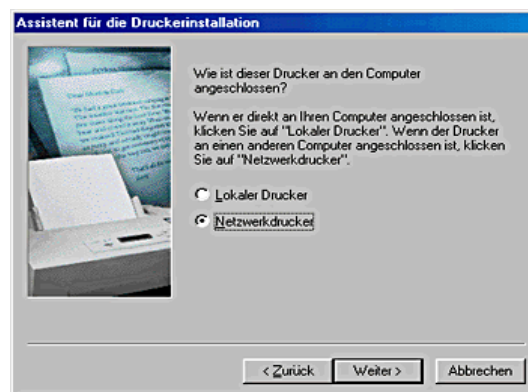 Assistent für die Druckerinstallation
Wie ist dieser Drucker an den Computer
angeschlossen?
Wenn er direkt an Ihren Computer angeschlossen ist,
klicken Sie auf "Lokaler Drucker". Wenn der Drucker
an einen anderen Computer angeschlossen ist, klicken
Sie auf "Netzwerkdrucker".
Lokaler Drucker
Netzwerkdrucker
< Zurück
Weiter >
Abbrechen